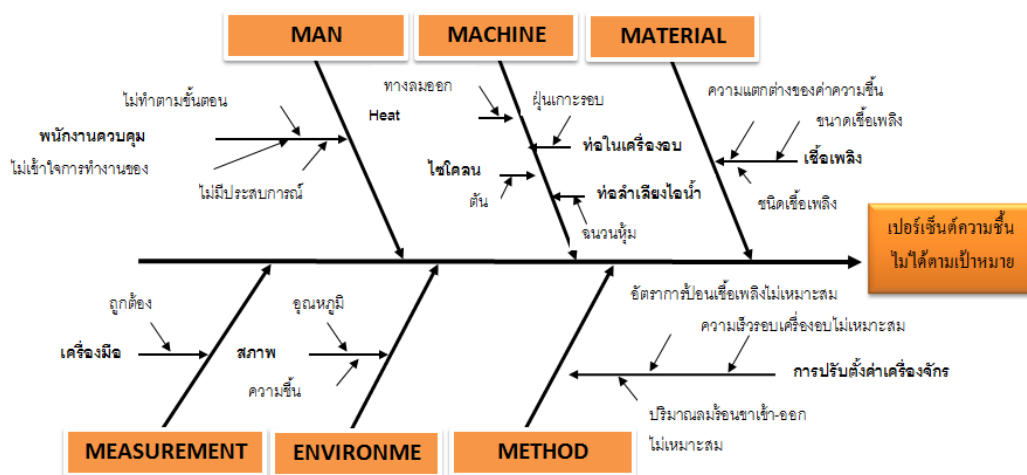 MAN
MACHINE
MATERIAL
ไม่ทำตามขั้นตอน
พนักงานควบคุม
ไม่เข้าใจการทำงานของ
ไม่มีประสบการณ์
ทางลมออก
Heat
ฝุ่นเกาะรอบ
ท่อในเครื่องอบ
ไซโคลน
ตัน
ท่อลำเลียงไอน้ำ
ฉนวนหุ้ม
ความแตกต่างของค่าความชื้น
ขนาดเชื้อเพลิง
เชื้อเพลิง
ชนิดเชื้อเพลิง
เปอร์เซ็นต์ความชื้น
ไม่ได้ตามเป้าหมาย
ถูกต้อง
เครื่องมือ
อุณหภูมิ
สภาพ
ความชื้น
อัตราการป้อนเชื้อเพลิงไม่เหมาะสม
ความเร็วรอบเครื่องอบไม่เหมาะสม
การปรับตั้งค่าเครื่องจักร
ปริมาณลมร้อนขาเข้า-ออก
ไม่เหมาะสม
MEASUREMENT
ENVIRONME
METHOD